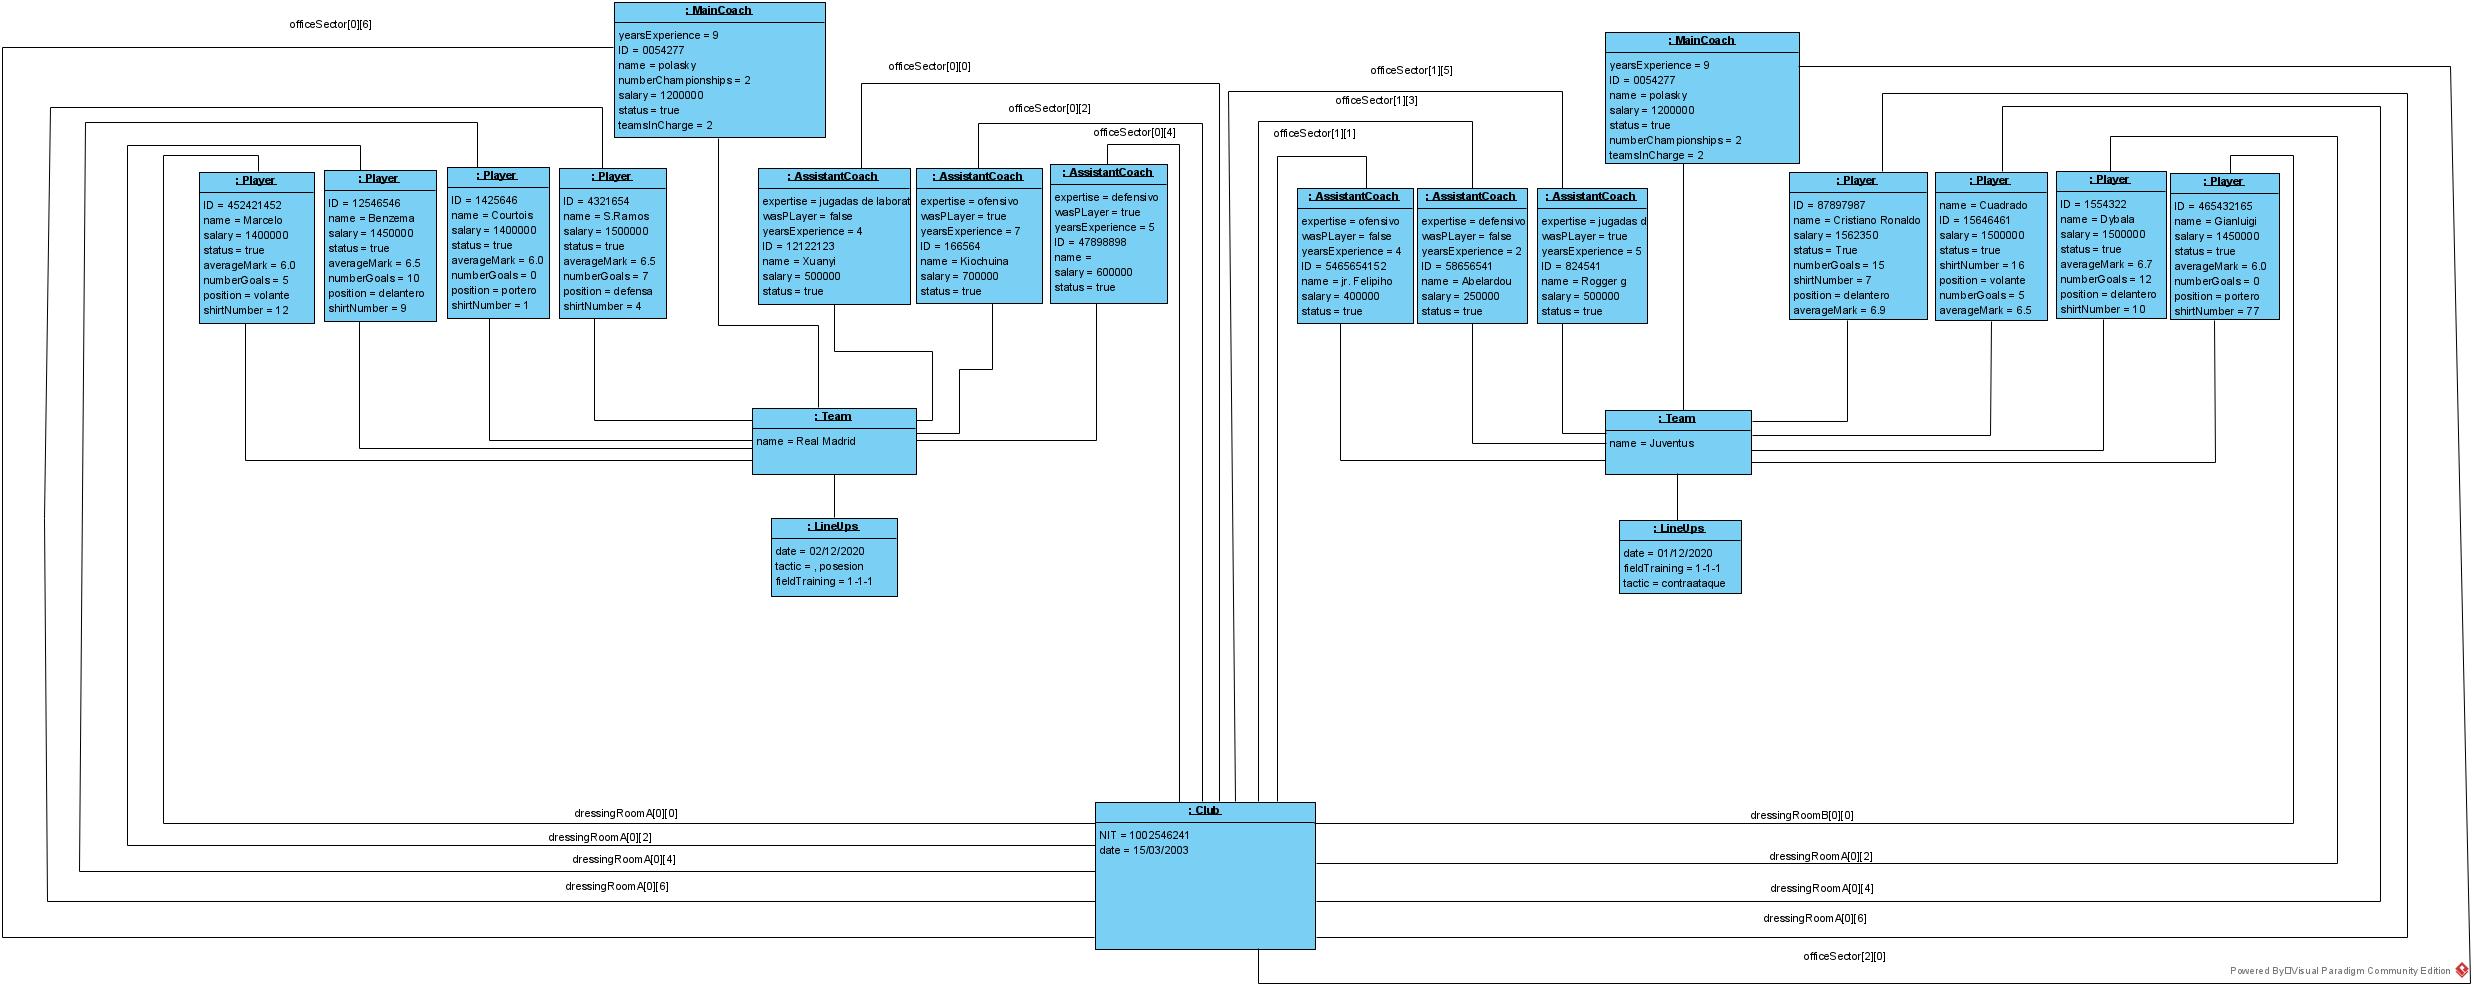 officeSector[0][6]
: MainCoach
yearsExperience = 9
ID = 0054277
name = polasky
numberChampionships = 2
salary = 1200000
status = true
teamsInCharge = 2
officeSector[0][0]
officeSector[0][2]
officeSector[0][4]
officeSector[1][5]
officeSector[1][3]
officeSector[1][1]
: MainCoach
yearsExperience = 9
ID = 0054277
name = polasky
salary = 1200000
status = true
numberChampionships = 2
teamsInCharge = 2
: Player
ID = 452421452
name = Marcelo
salary = 1400000
status = true
averageMark = 6.0
numberGoals = 5
position = volante
shirtNumber = 12
: Player
ID = 12546546
name = Benzema
salary = 1450000
status = true
averageMark = 6.5
numberGoals = 10
position = delantero
shirtNumber = 9
: Player
ID = 1425646
name = Courtois
salary = 1400000
status = true
averageMark = 6.0
numberGoals = 0
position = portero
shirtNumber = 1
: Player
ID = 4321654
name = S.Ramos
salary = 1500000
status = true
averageMark = 6.5
numberGoals = 7
position = defensa
shirtNumber = 4
: AssistantCoach
expertise = jugadas de laborat
wasPLayer = false
yearsExperience = 4
ID = 12122123
name = Xuanyi
salary = 500000
status = true
: AssistantCoach
expertise = ofensivo
wasPLayer = true
yearsExperience = 7
ID = 166564
name = Kiochuina
salary = 700000
status = true
: AssistantCoach
expertise = defensivo
wasPLayer = true
yearsExperience = 5
ID = 47898898
name =
salary = 600000
status = true
: AssistantCoach
expertise = ofensivo
wasPLayer = false
yearsExperience = 4
ID = 5465654152
name = jr. Felipiho
salary = 400000
status = true
: AssistantCoach
expertise = defensivo
wasPLayer = false
yearsExperience = 2
ID = 58656541
name = Abelardou
salary = 250000
status = true
: AssistantCoach
expertise = jugadas d
wasPLayer = true
yearsExperience = 5
ID = 824541
name = Rogger g
salary = 500000
status = true
: Player
ID = 87897987
name = Cristiano Ronaldo
salary = 1562350
status = True
numberGoals = 15
shirtNumber = 7
position = delantero
averageMark = 6.9
: Player
name = Cuadrado
ID = 15646461
salary = 1500000
status = true
shirtNumber = 16
position = volante
numberGoals = 5
averageMark = 6.5
: Player
ID = 1554322
name = Dybala
salary = 1500000
status = true
averageMark = 6.7
numberGoals = 12
position = delantero
shirtNumber = 10
: Player
ID = 465432165
name = Gianluigi
salary = 1450000
status = true
averageMark = 6.0
numberGoals = 0
position = portero
shirtNumber = 77
: Team
name = Real Madrid
: Team
name = Juventus
: LineUps
date = 02/12/2020
tactic = , posesion
fieldTraining = 1-1-1
: LineUps
date = 01/12/2020
fieldTraining = 1-1-1
tactic = contraataque
dressingRoomA[0][0]
dressingRoomA[0][2]
dressingRoomA[0][4]
dressingRoomA[0][6]
: Club
NIT = 1002546241
date = 15/03/2003
dressingRoomB[0][0]
dressingRoomA[0][2]
dressingRoomA[0][4]
dressingRoomA[0][6]
officeSector[2][0]
Powered By□Visual Paradigm Community Edition